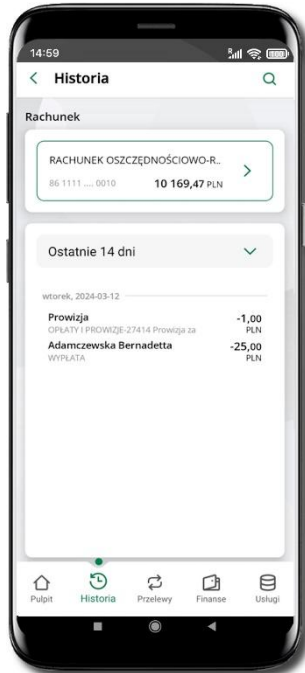 14:59
100
Historia
Rachunek
RACHUNEK OSZCZĘDNOŚCIOWO-R..
86 1111 .... 0010 10 169,47 PLN
Ostatnie 14 dni
wtorek, 2024-03-12
Prowizja -1,00
OPŁATY I PROWIZJE-27414 Prowizja za PLN
Adamczewska Bernadetta -25,00
WYPŁATA PLN
Pulpit Historia Przelewy Finanse Usługi